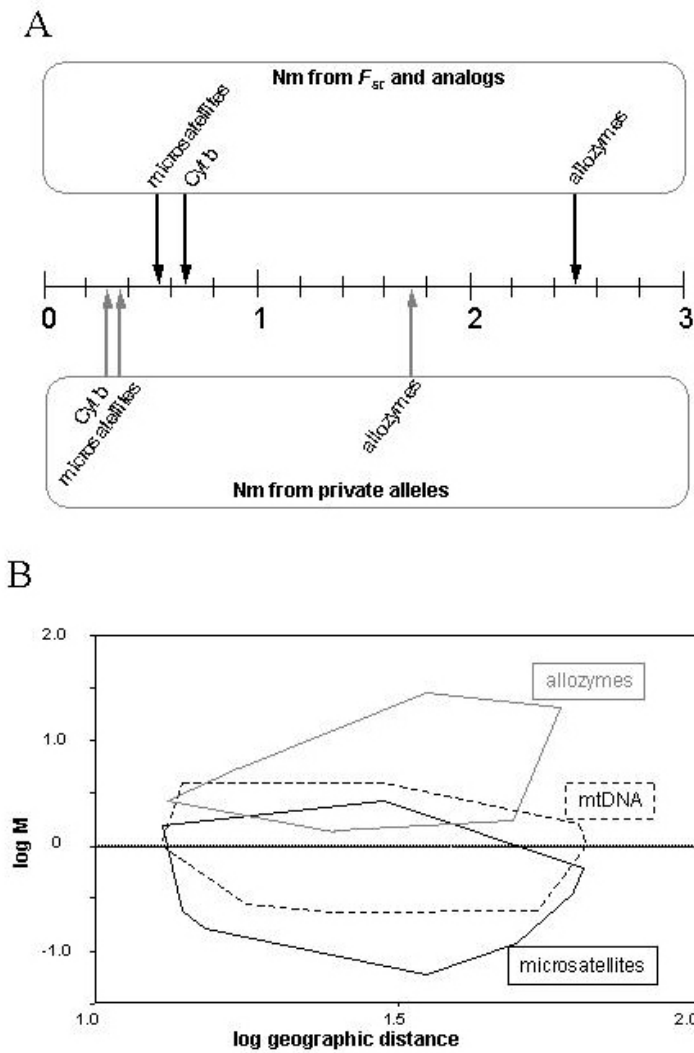 A
Nm from FST and analogs
microsatellites
Cyt b
allozymes
0 1 2 3
Cyt b
microsatellites
allozymes
Nm from private alleles
B
2.0
allozymes
1.0
mtDNA
log M
0
-1.0
microsatellites
1.0 1.5 2.0
log geographic distance